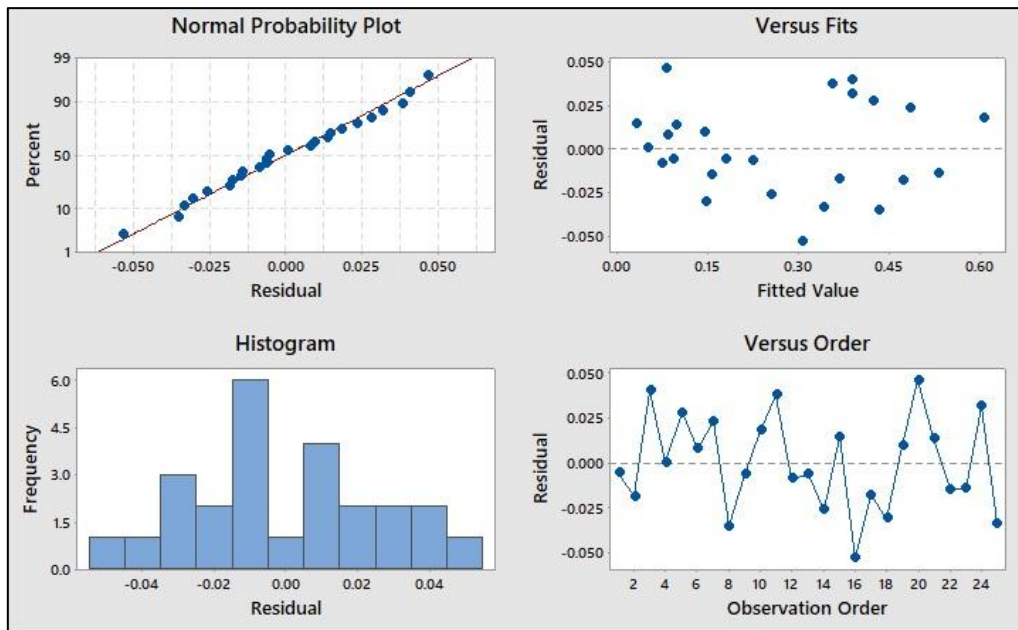 Normal Probability Plot
99
90
50
10
1
Percent
-0.050 -0.025 0.000 0.025 0.050
Residual
Versus Fits
0.050
0.025
0.000
-0.025
-0.050
Residual
0.00 0.15 0.30 0.45 0.60
Fitted Value
Histogram
6.0
4.5
3.0
1.5
0.0
Frequency
-0.04 -0.02 0.00 0.02 0.04
Residual
Versus Order
0.050
0.025
0.000
-0.025
-0.050
Residual
2 4 6 8 10 12 14 16 18 20 22 24
Observation Order